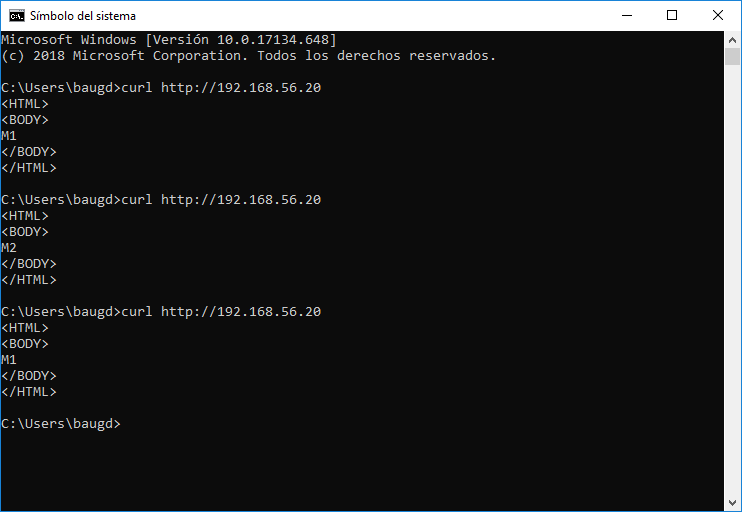 Símbolo del sistema
Microsoft Windows [Versión 10.0.17134.648]
(c) 2018 Microsoft Corporation. Todos los derechos reservados.
C:\Users\baugd>curl http://192.168.56.20
<HTML>
<BODY>
M1
</BODY>
</HTML>
C:\Users\baugd>curl http://192.168.56.20
<HTML>
<BODY>
M2
</BODY>
</HTML>
C:\Users\baugd>curl http://192.168.56.20
<HTML>
<BODY>
M1
</BODY>
</HTML>
C:\Users\baugd>